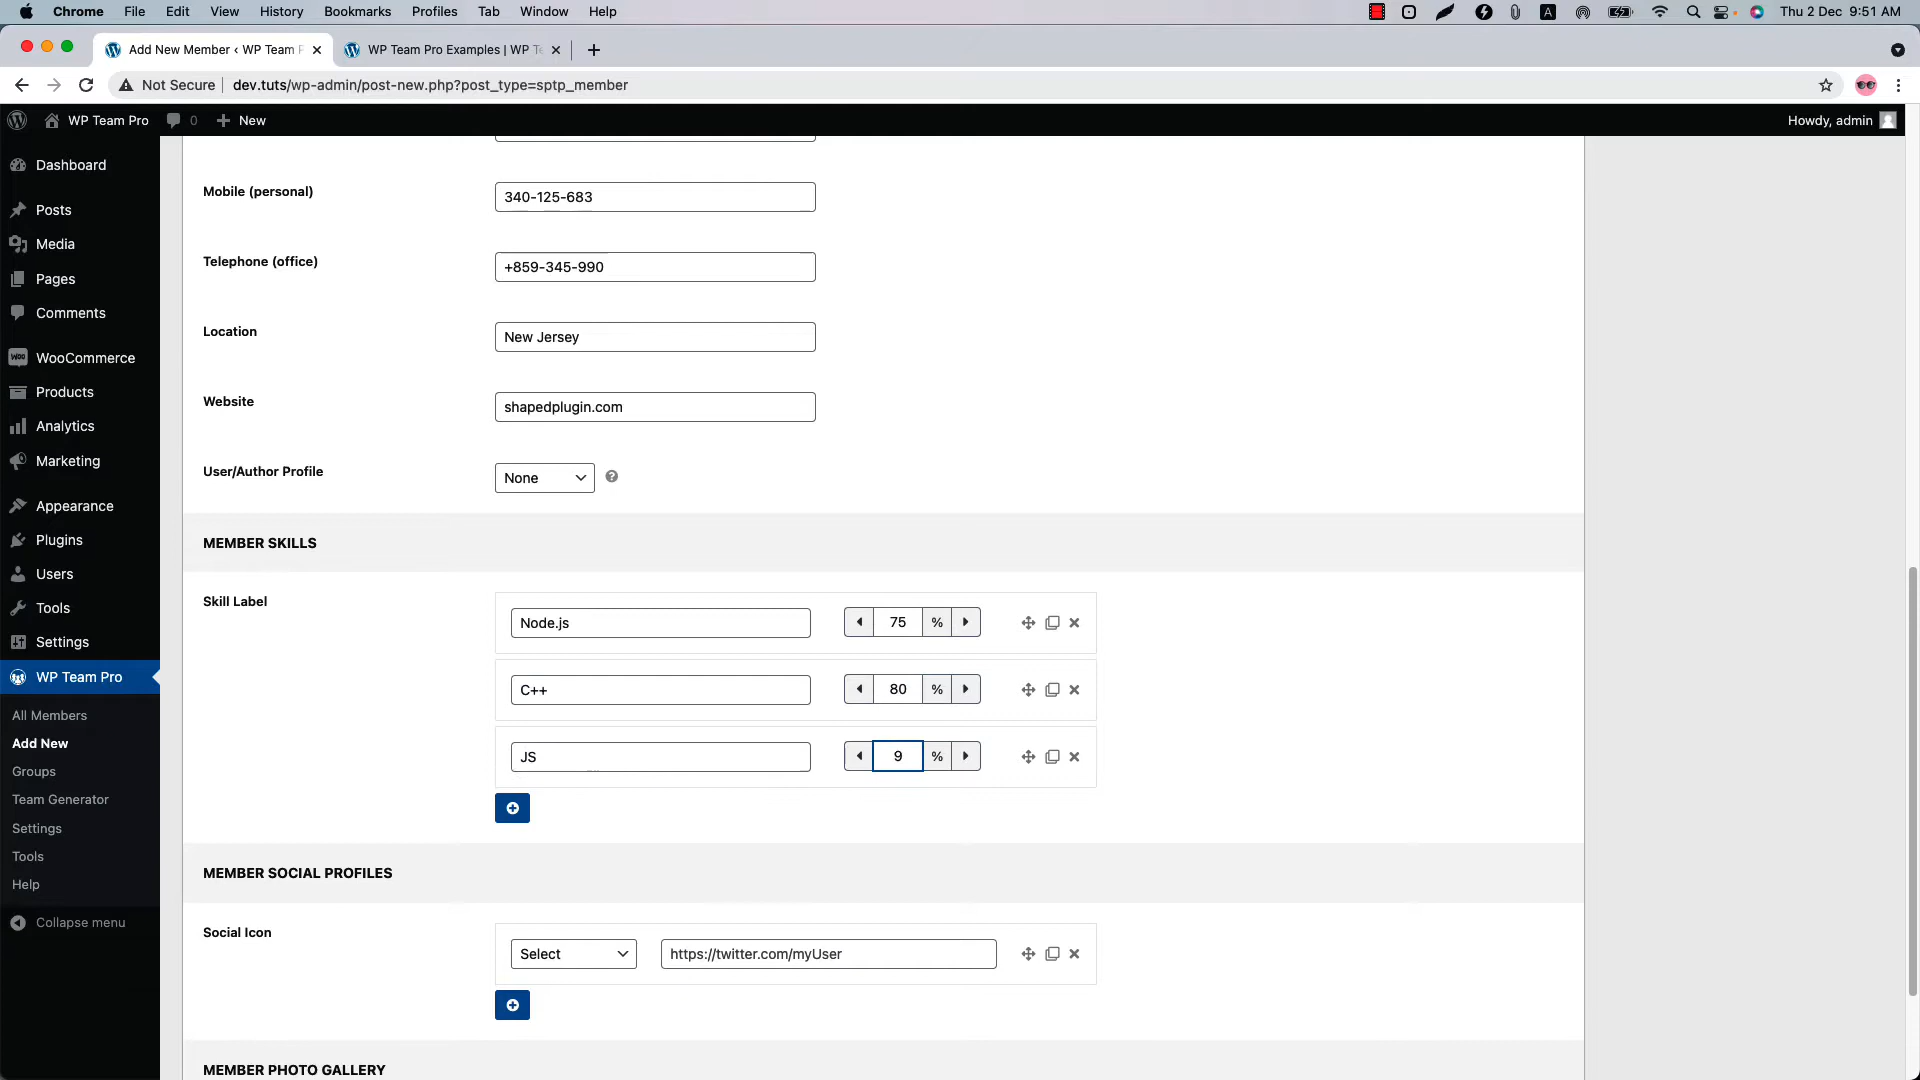 Chrome File Edit View History Bookmarks Profiles Tab Window Help A Thu 2 Dec 9:51 AM
Add New Member ‹ WP Team P WP Team Pro Examples | WP Te
Not Secure dev.tuts/wp-admin/post-new.php?post_type=sptp_member
WP Team Pro 0 New Howdy, admin
Dashboard
Posts
Media
Pages
Comments
WooCommerce
Products
Analytics
Marketing
Appearance
Plugins
Users
Tools
Settings
WP Team Pro
All Members
Add New
Groups
Team Generator
Settings
Tools
Help
Collapse menu
Mobile (personal) 340-125-683
Telephone (office) +859-345-990
Location New Jersey
Website shapedplugin.com
User/Author Profile None ?
MEMBER SKILLS
Skill Label Node.js 75 %
C++ 80 %
JS 9 %
MEMBER SOCIAL PROFILES
Social Icon Select https://twitter.com/myUser
MEMBER PHOTO GALLERY